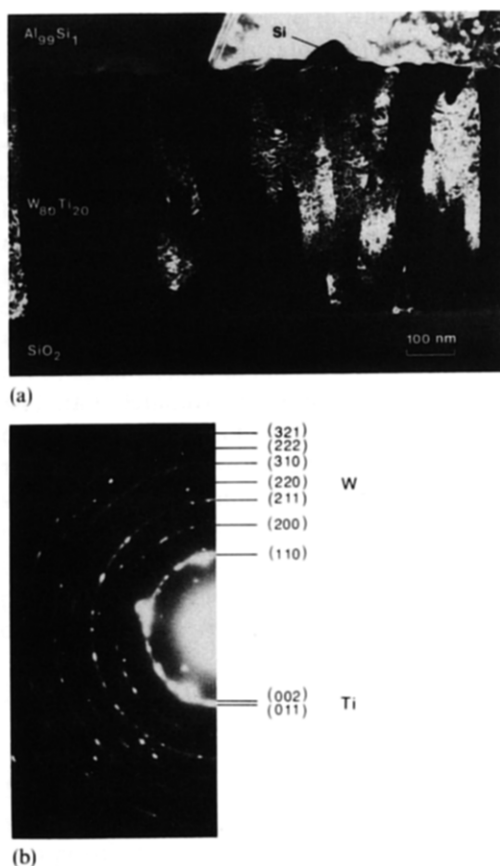 Al₉₉Si₁
Si
W₈₀Ti₂₀
SiO₂
100 nm
(a)
(321)
(222)
(310)
(220)
W
(211)
(200)
(110)
(002)
Ti
(011)
(b)